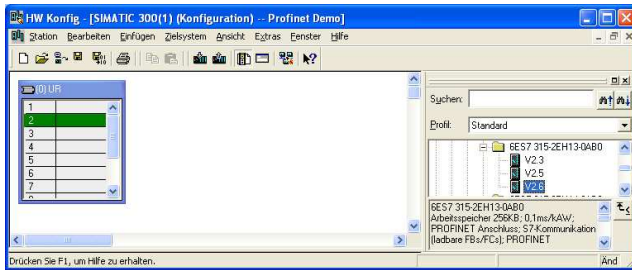 HW Konfig - [SIMATIC 300(1) (Konfiguration) -- Profinet Demo]
Station Bearbeiten Einfügen Zielsystem Ansicht Extras Fenster Hilfe
(0) UR
1
2
3
4
5
6
7
Suchen:
Profil: Standard
6ES7 315-2EH13-0AB0
V2.3
V2.5
V2.6
6ES7 315-2EH13-0AB0
Arbeitsspeicher 256KB; 0,1ms/kAW;
PROFINET Anschluss; S7-Kommunikation
(ladbare FBs/FCs); PROFINET
Drücken Sie F1, um Hilfe zu erhalten.
Änd